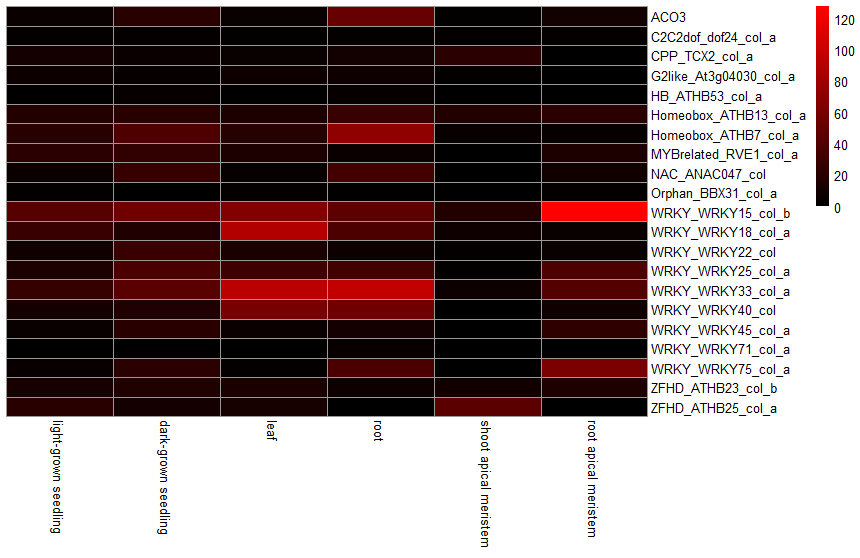 ACO3
C2C2dof_dof24_col_a
CPP_TCX2_col_a
G2like_At3g04030_col_a
HB_ATHB53_col_a
Homeobox_ATHB13_col_a
Homeobox_ATHB7_col_a
MYBrelated_RVE1_col_a
NAC_ANAC047_col
Orphan_BBX31_col_a
WRKY_WRKY15_col_b
WRKY_WRKY18_col_a
WRKY_WRKY22_col
WRKY_WRKY25_col_a
WRKY_WRKY33_col_a
WRKY_WRKY40_col
WRKY_WRKY45_col_a
WRKY_WRKY71_col_a
WRKY_WRKY75_col_a
ZFHD_ATHB23_col_b
ZFHD_ATHB25_col_a
light-grown seedling
dark-grown seedling
leaf
root
shoot apical meristem
root apical meristem
120
100
80
60
40
20
0